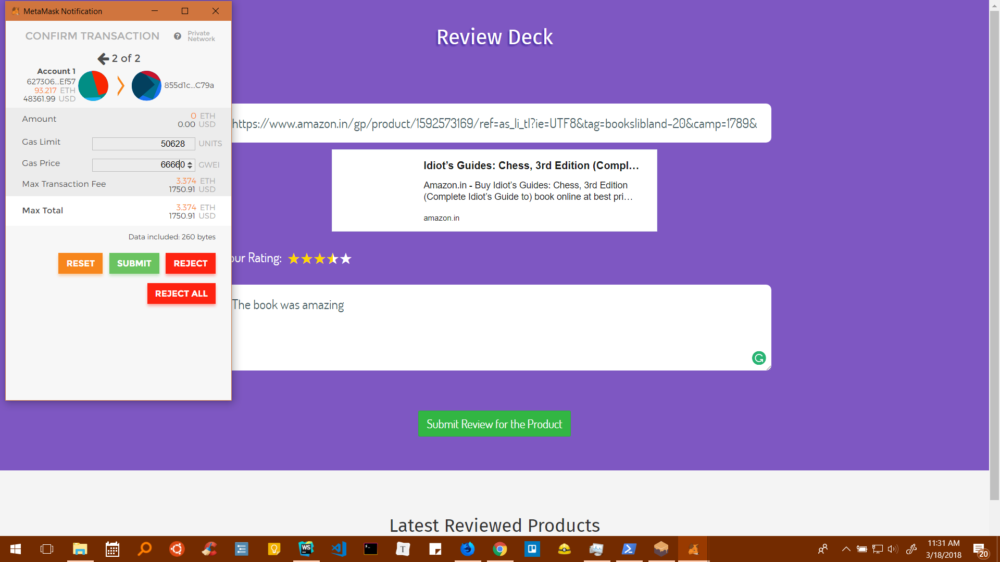 MetaMask Notification
CONFIRM TRANSACTION
Private
Network
2 of 2
Account 1
627306...Ef57
93.217 ETH
48361.99 USD
855d1c...C79a
Amount
0 ETH
0.00 USD
Gas Limit
50628 UNITS
Gas Price
66660 GWEI
Max Transaction Fee
3.374 ETH
1750.91 USD
Max Total
3.374 ETH
1750.91 USD
Data included: 260 bytes
RESET SUBMIT REJECT
REJECT ALL
Review Deck
https://www.amazon.in/gp/product/1592573169/ref=as_li_tl?ie=UTF8&tag=bookslibland-20&camp=1789&
Idiot’s Guides: Chess, 3rd Edition (Compl...
Amazon.in - Buy Idiot’s Guides: Chess, 3rd Edition
(Complete Idiot’s Guide to) book online at best pri...
amazon.in
our Rating:
The book was amazing
Submit Review for the Product
Latest Reviewed Products
WS
T
11:31 AM
3/18/2018
20